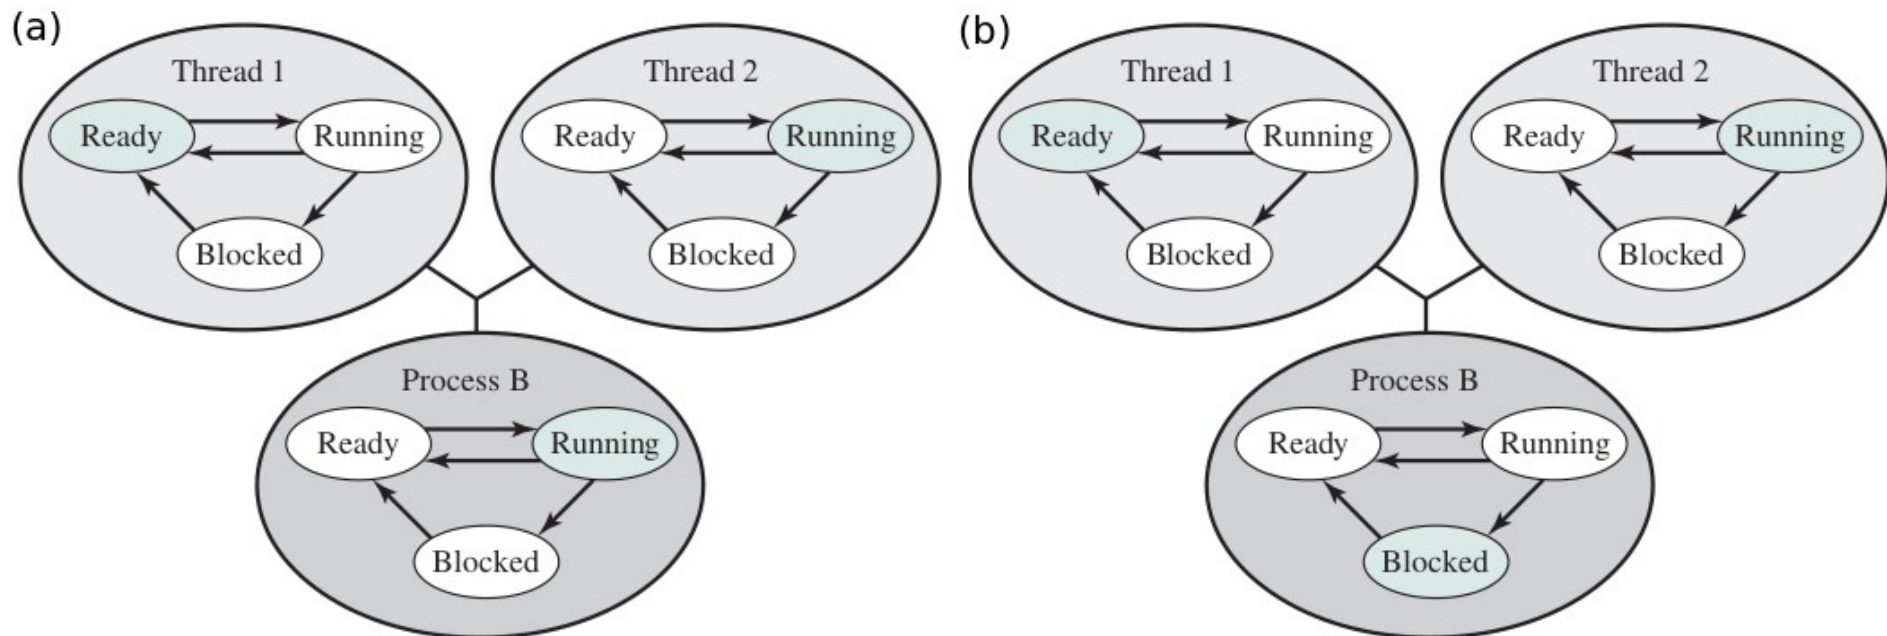 (a)
Thread 1
Ready
Running
Blocked
Thread 2
Ready
Running
Blocked
Process B
Ready
Running
Blocked
(b)
Thread 1
Ready
Running
Blocked
Thread 2
Ready
Running
Blocked
Process B
Ready
Running
Blocked